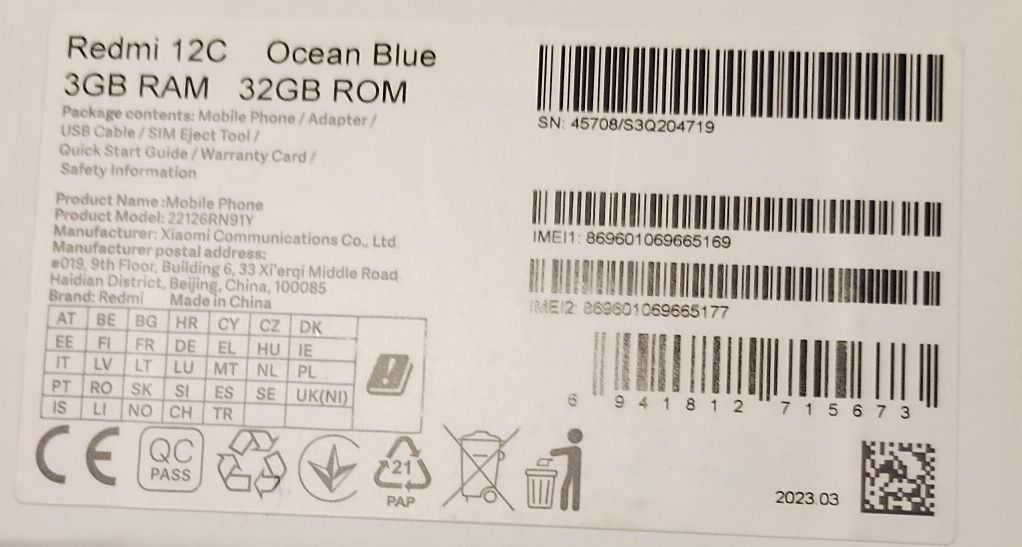 Redmi 12C Ocean Blue
3GB RAM 32GB ROM
Package contents: Mobile Phone / Adapter /
USB Cable / SIM Eject Tool /
Quick Start Guide / Warranty Card /
Safety Information
Product Name :Mobile Phone
Product Model: 22126RN91Y
Manufacturer: Xiaomi Communications Co., Ltd.
Manufacturer postal address:
#019, 9th Floor, Building 6, 33 Xi'erqi Middle Road,
Haidian District, Beijing, China, 100085
Brand: Redmi Made in China
AT BE BG HR CY CZ DK
EE FI FR DE EL HU IE
IT LV LT LU MT NL PL
PT RO SK SI ES SE UK(NI)
IS LI NO CH TR
CE
QC
PASS
21
PAP
SN: 45708/S3Q204719
IMEI1: 869601069665169
IMEI2: 869601069665177
6 941812 715673
2023.03